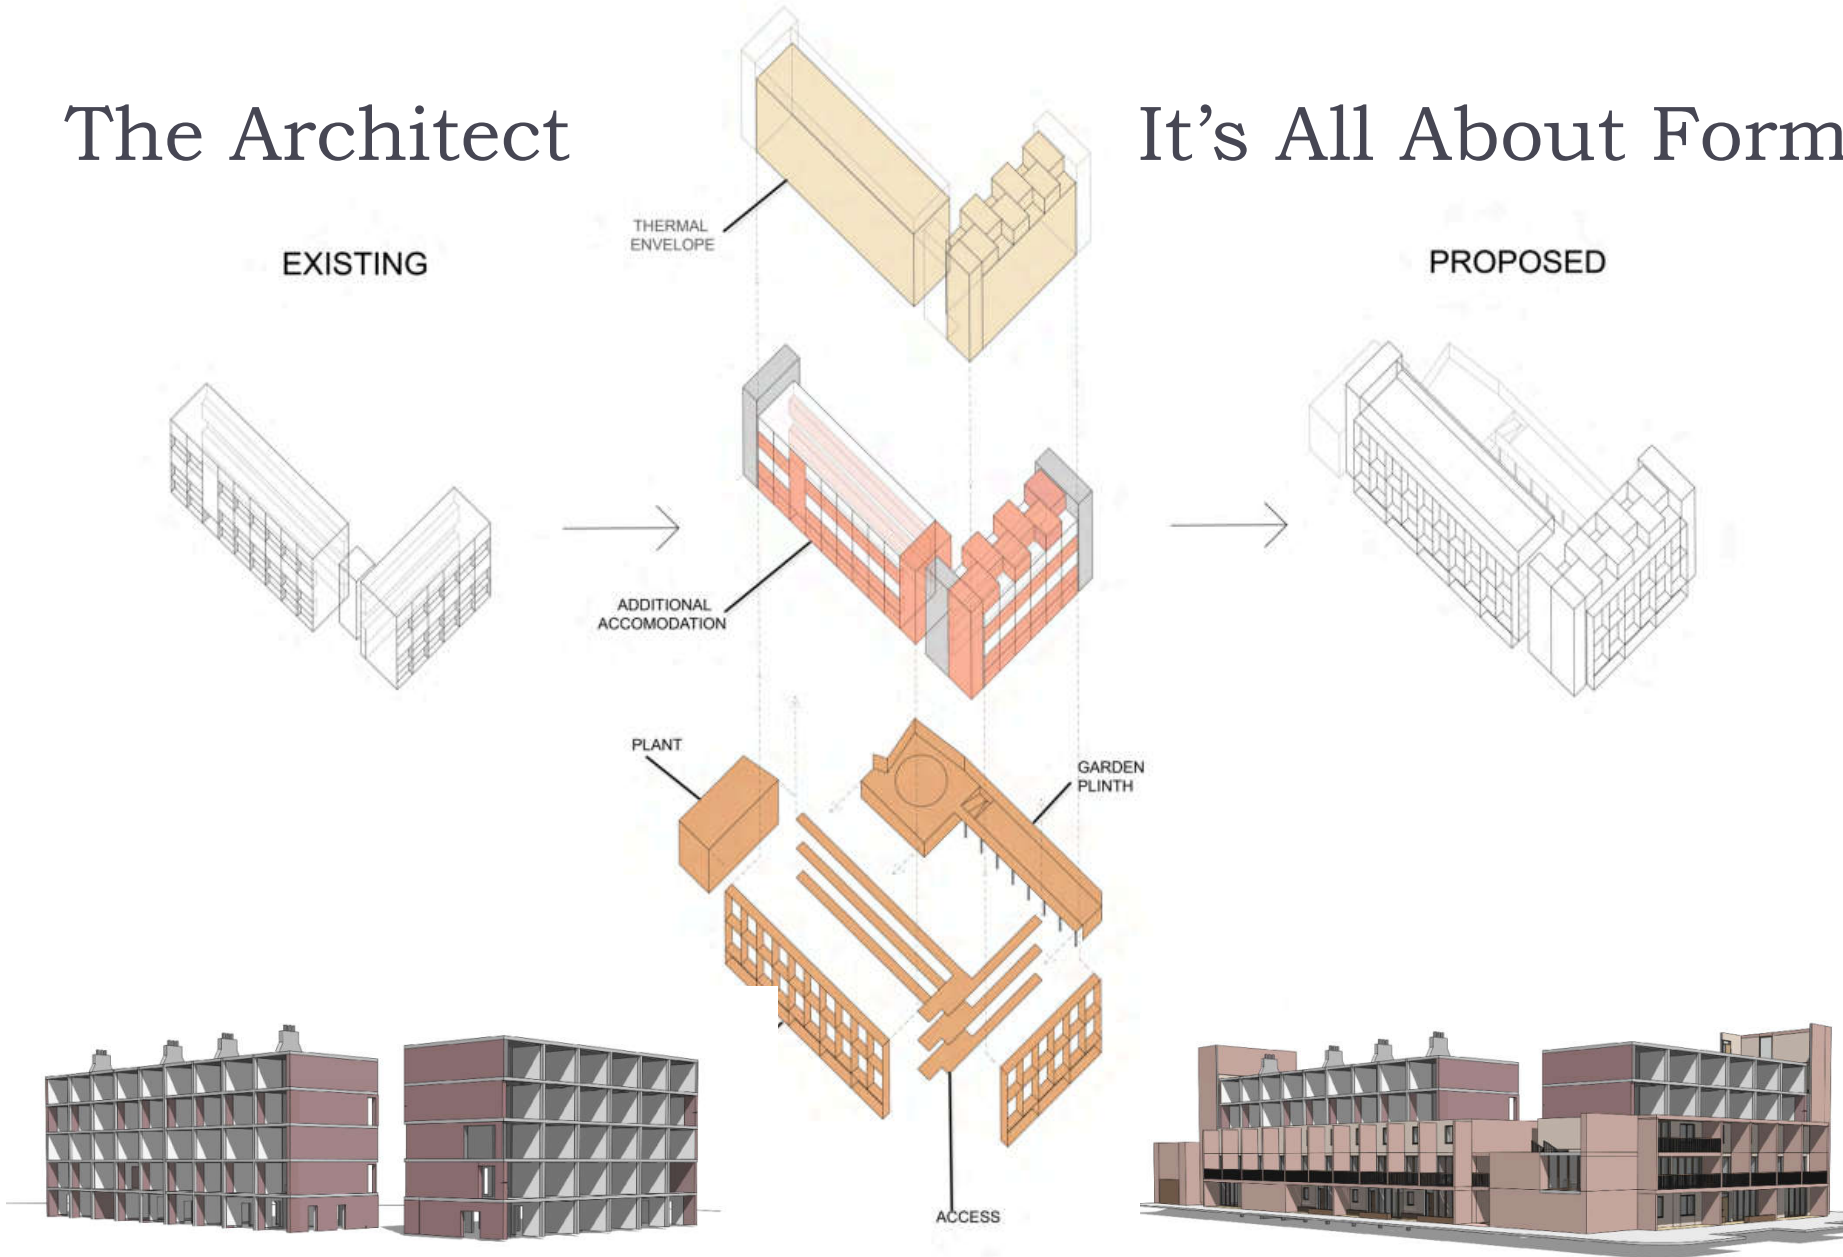 The Architect
It’s All About Form
EXISTING
THERMAL
ENVELOPE
PROPOSED
ADDITIONAL
ACCOMODATION
PLANT
GARDEN
PLINTH
ACCESS